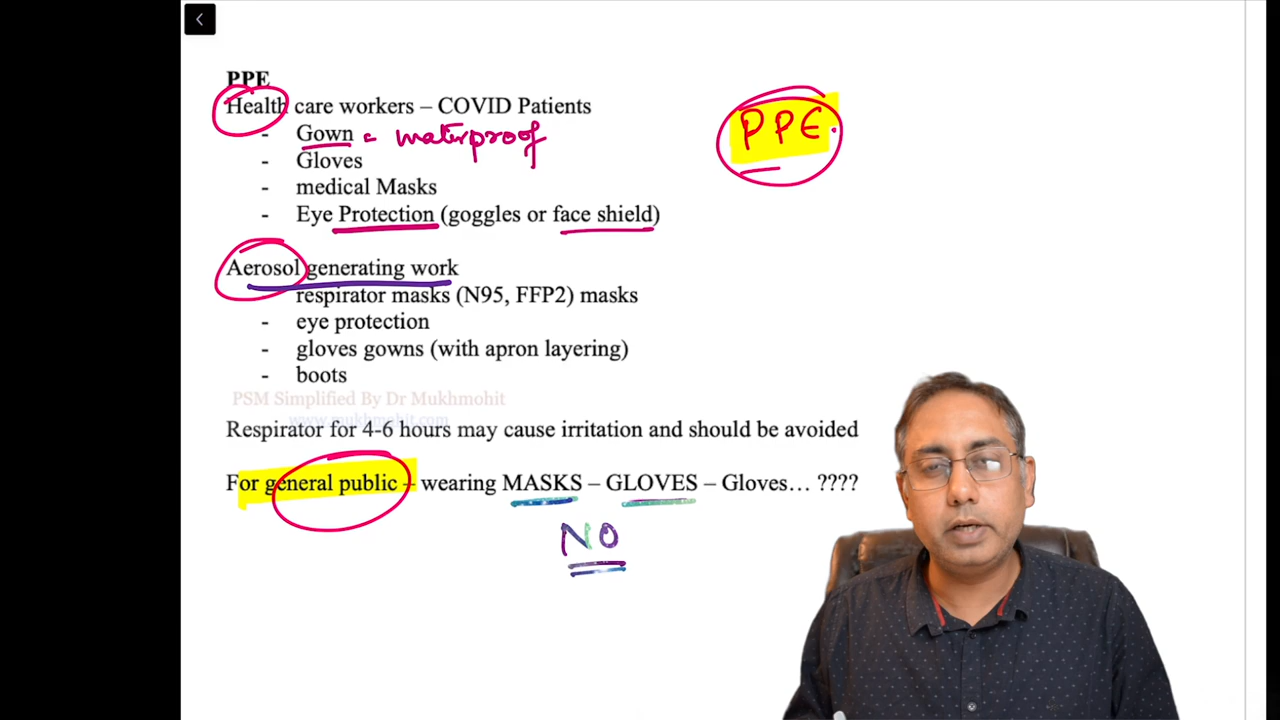 PPE
Health care workers – COVID Patients
- Gown = waterproof
- Gloves
- medical Masks
- Eye Protection (goggles or face shield)
PPE.
Aerosol generating work
respirator masks (N95, FFP2) masks
- eye protection
- gloves gowns (with apron layering)
- boots
PSM Simplified By Dr Mukhmohit
www.mukhmohit.com
Respirator for 4-6 hours may cause irritation and should be avoided
For general public – wearing MASKS – GLOVES – Gloves… ????
NO